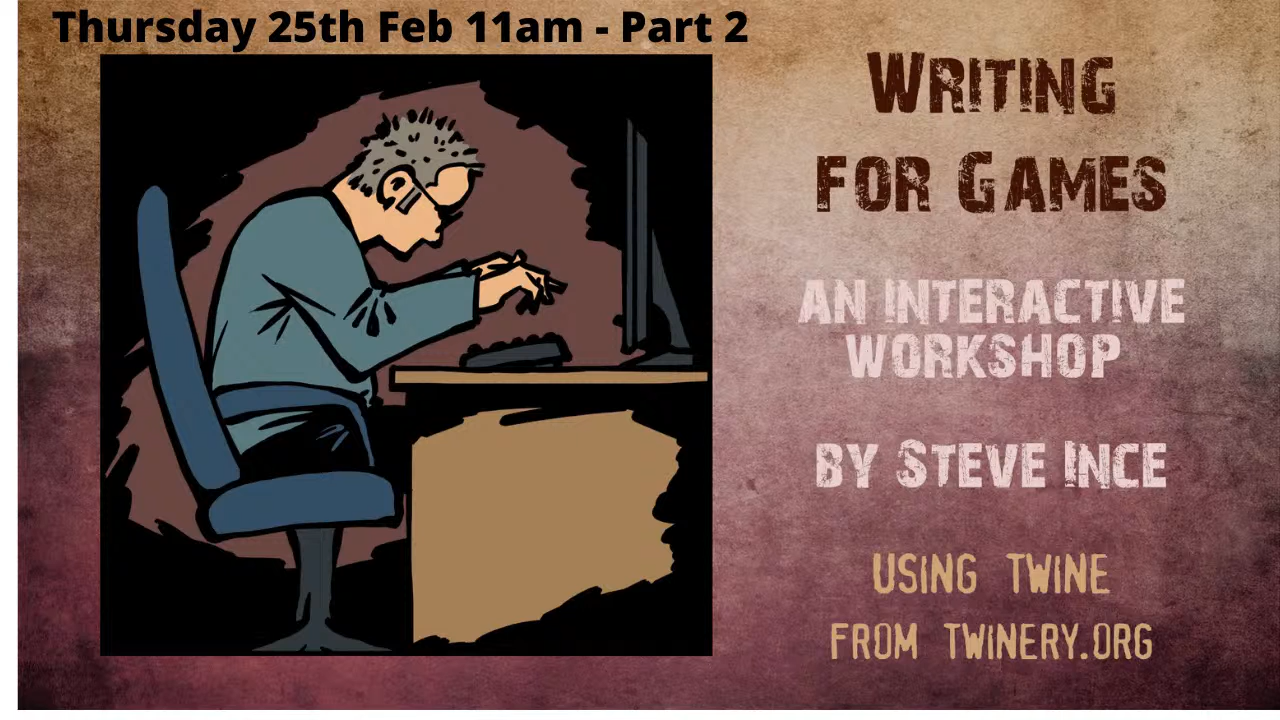 Thursday 25th Feb 11am - Part 2
Writing
for Games
An Interactive
Workshop
by Steve Ince
Using Twine
from twinery.org